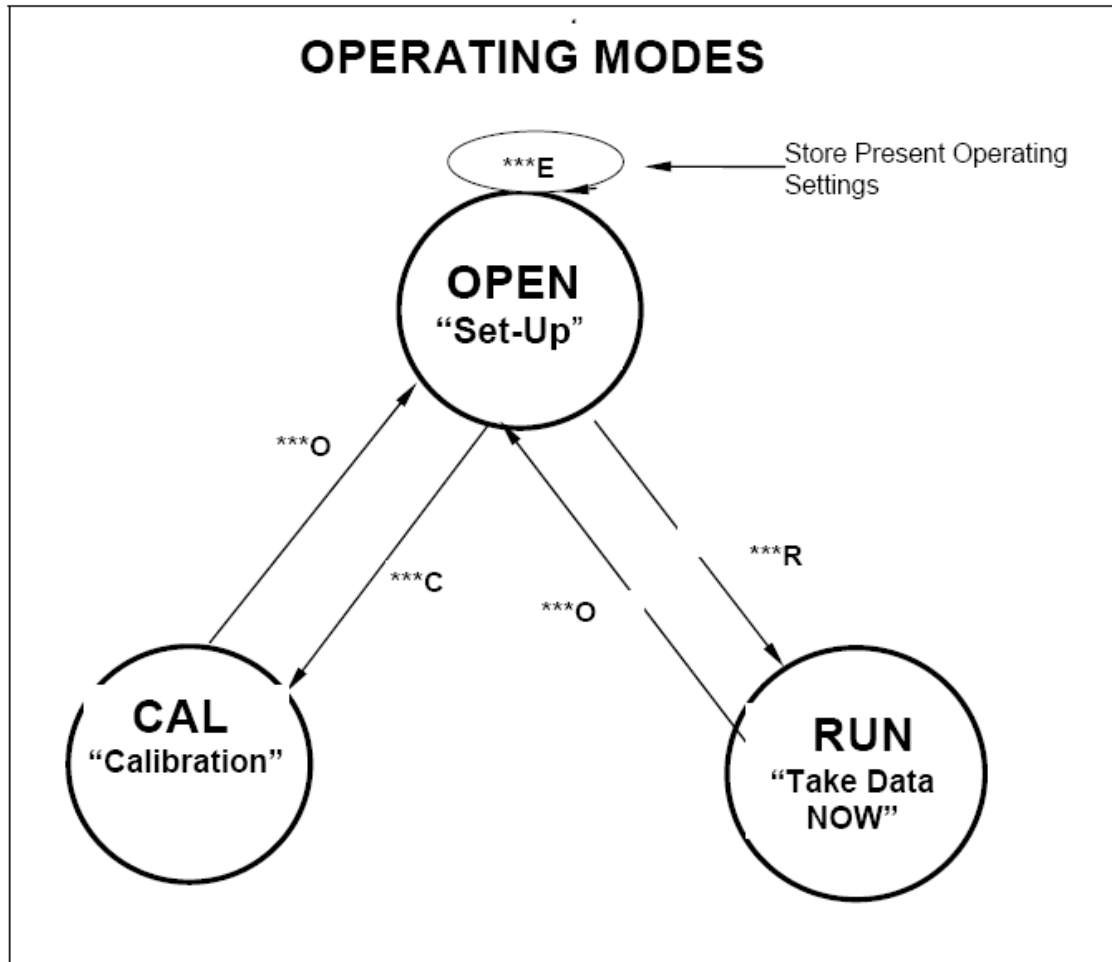 OPERATING MODES
***E
Store Present Operating
Settings
OPEN
“Set-Up”
***O
***C
***R
***O
CAL
“Calibration”
RUN
“Take Data
NOW”